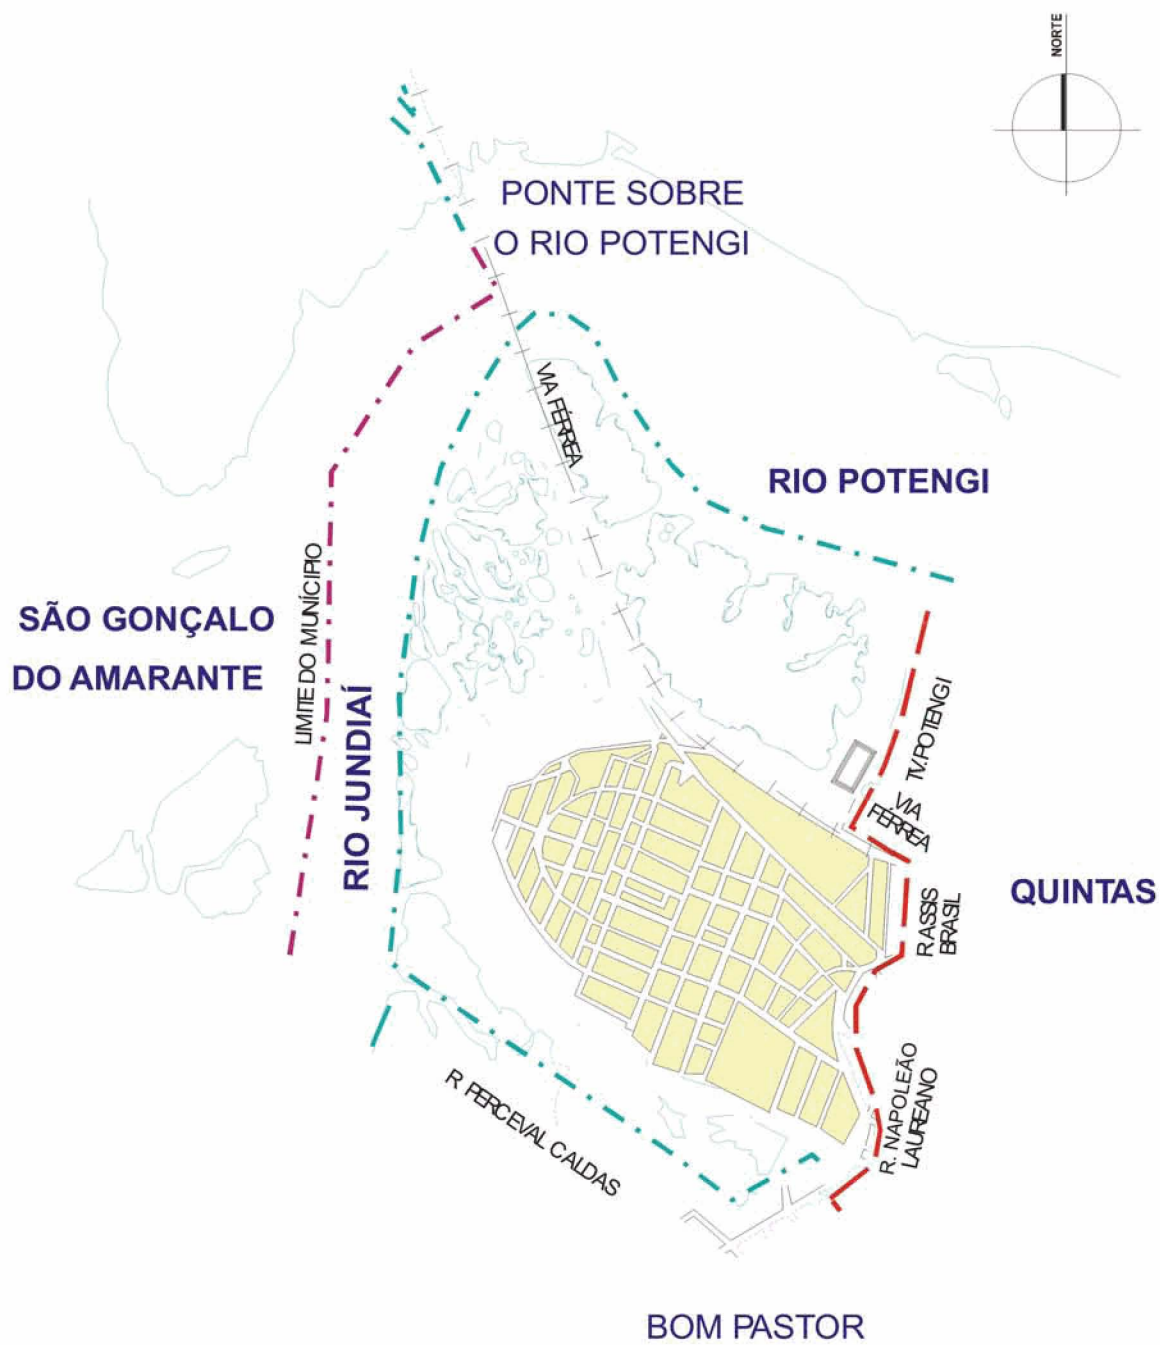 NORTE
PONTE SOBRE
O RIO POTENGI
VIA FÉRREA
RIO POTENGI
LIMITE DO MUNÍCIPIO
SÃO GONÇALO
DO AMARANTE
RIO JUNDIAÍ
TV.POTENGI
VIA
FÉRREA
QUINTAS
R ASSIS
BRASIL
R. NAPOLEÃO
LAUREANO
R PERCEVAL CALDAS
BOM PASTOR